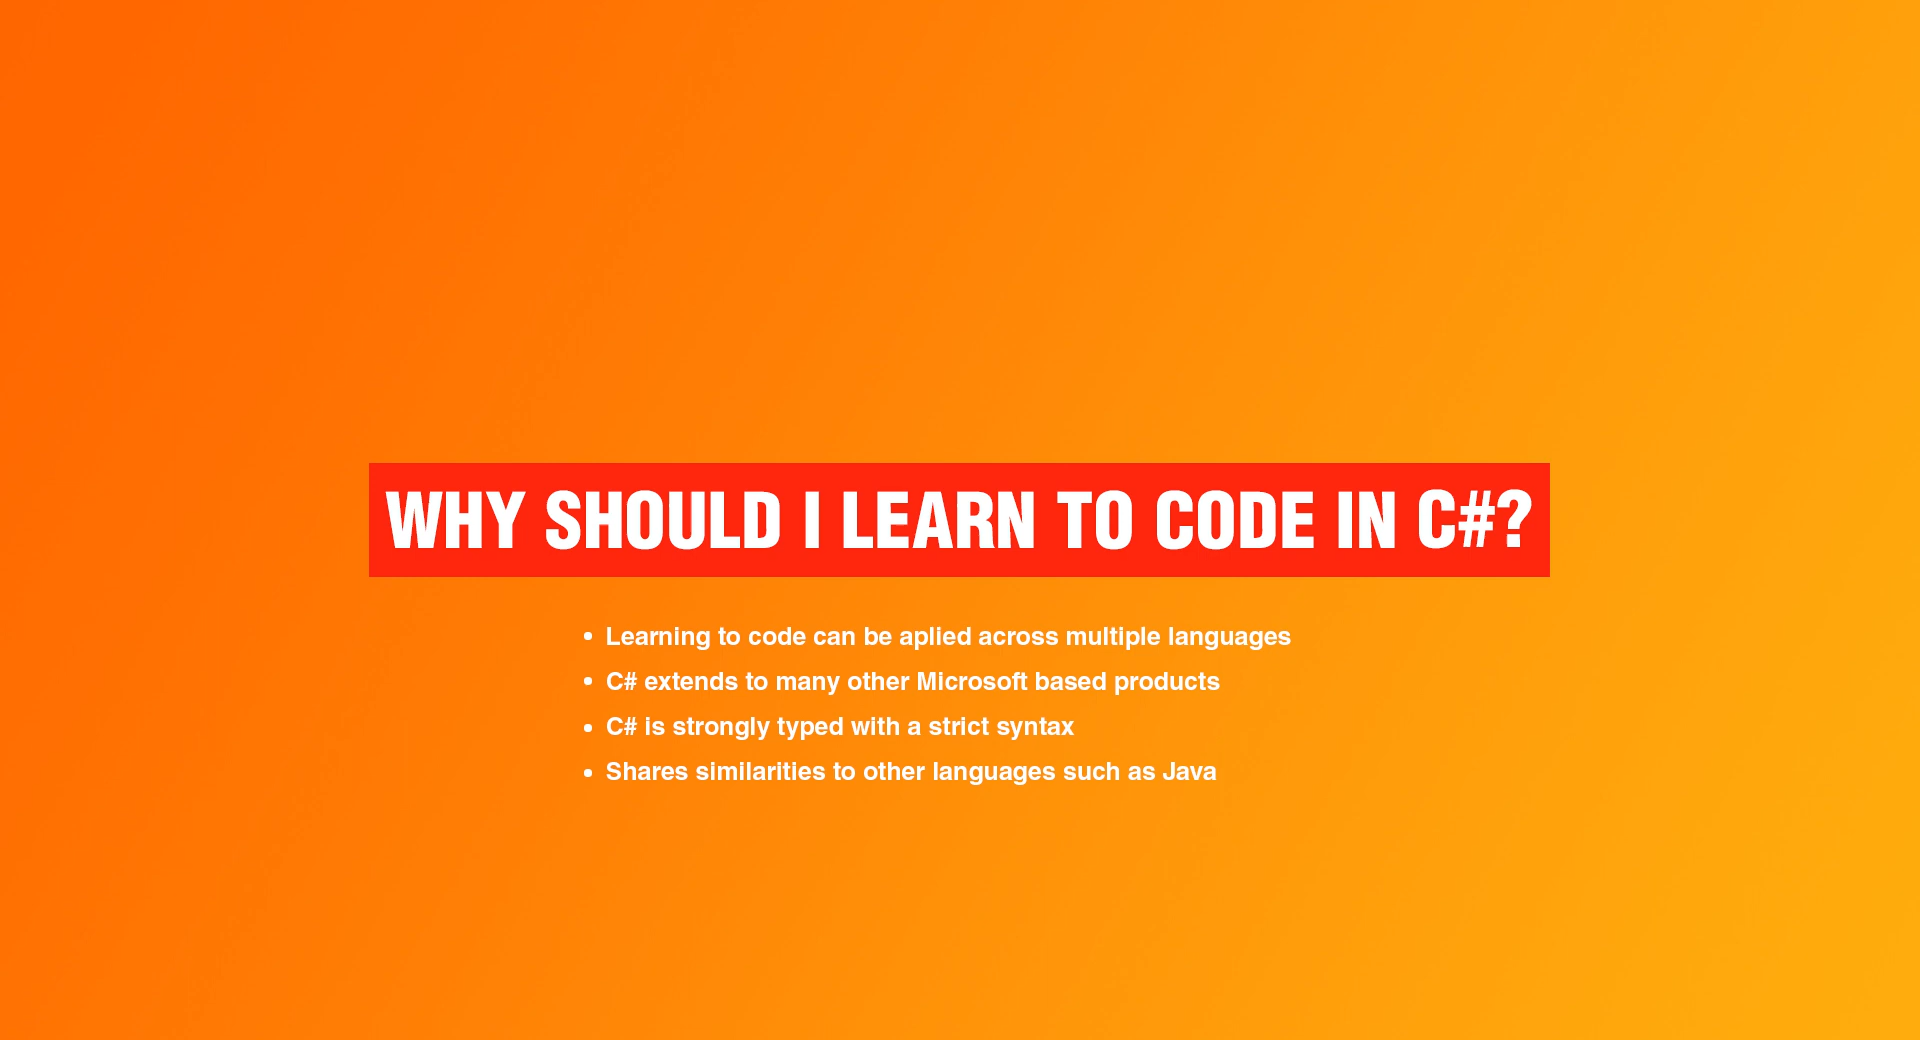 WHY SHOULD I LEARN TO CODE IN C#?
• Learning to code can be aplied across multiple languages
• C# extends to many other Microsoft based products
• C# is strongly typed with a strict syntax
• Shares similarities to other languages such as Java